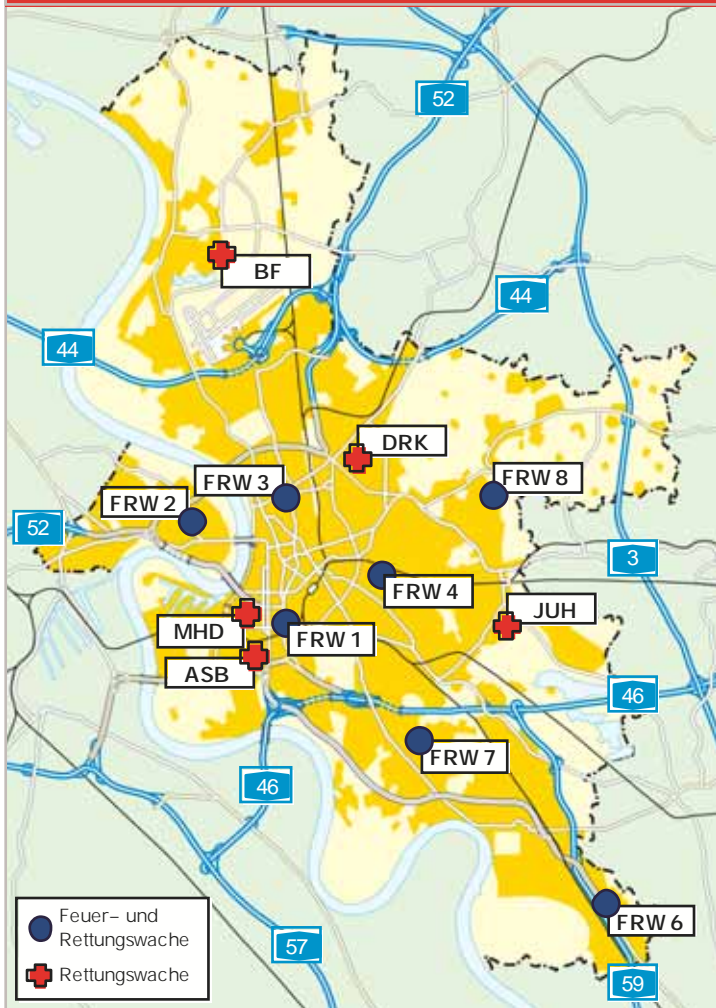 52
BF
44
44
DRK
FRW 3
FRW 8
FRW 2
52
3
FRW 4
JUH
MHD
FRW 1
ASB
46
FRW 7
46
Feuer– und
Rettungswache
Rettungswache
57
FRW 6
59